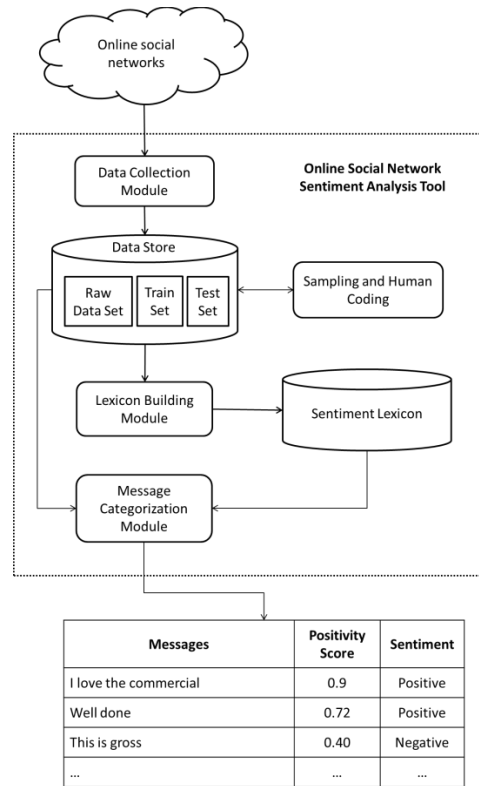 Online social
networks
Online Social Network
Sentiment Analysis Tool
Data Collection
Module
Data Store
Raw
Data Set
Train
Set
Test
Set
Sampling and Human
Coding
Lexicon Building
Module
Sentiment Lexicon
Message
Categorization
Module
Messages Positivity Score Sentiment
I love the commercial 0.9 Positive
Well done 0.72 Positive
This is gross 0.40 Negative
... ... ...